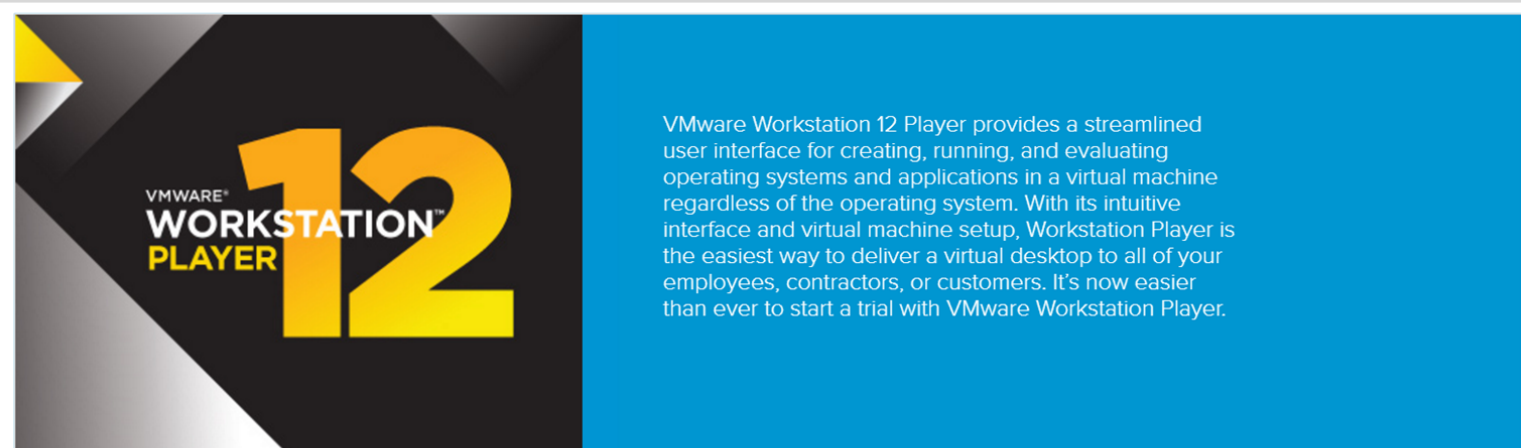 VMWARE®
WORKSTATION™
PLAYER
12
VMware Workstation 12 Player provides a streamlined
user interface for creating, running, and evaluating
operating systems and applications in a virtual machine
regardless of the operating system. With its intuitive
interface and virtual machine setup, Workstation Player is
the easiest way to deliver a virtual desktop to all of your
employees, contractors, or customers. It’s now easier
than ever to start a trial with VMware Workstation Player.